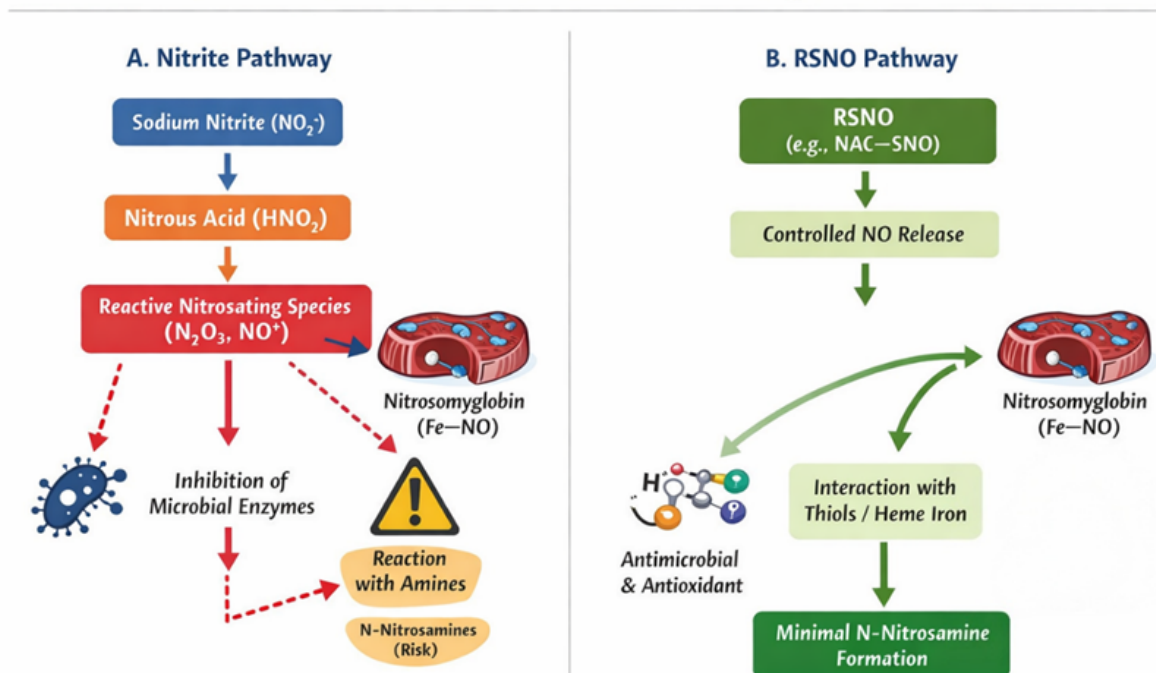 A. Nitrite Pathway
Sodium Nitrite (NO₂⁻)
Nitrous Acid (HNO₂)
Reactive Nitrosating Species
(N₂O₃, NO⁺)
Nitrosomyglobin
(Fe—NO)
Inhibition of
Microbial Enzymes
Reaction
with Amines
N-Nitrosamines
(Risk)
B. RSNO Pathway
RSNO
(e.g., NAC—SNO)
Controlled NO Release
Nitrosomyglobin
(Fe—NO)
H
Antimicrobial
& Antioxidant
Interaction with
Thiols / Heme Iron
Minimal N-Nitrosamine
Formation